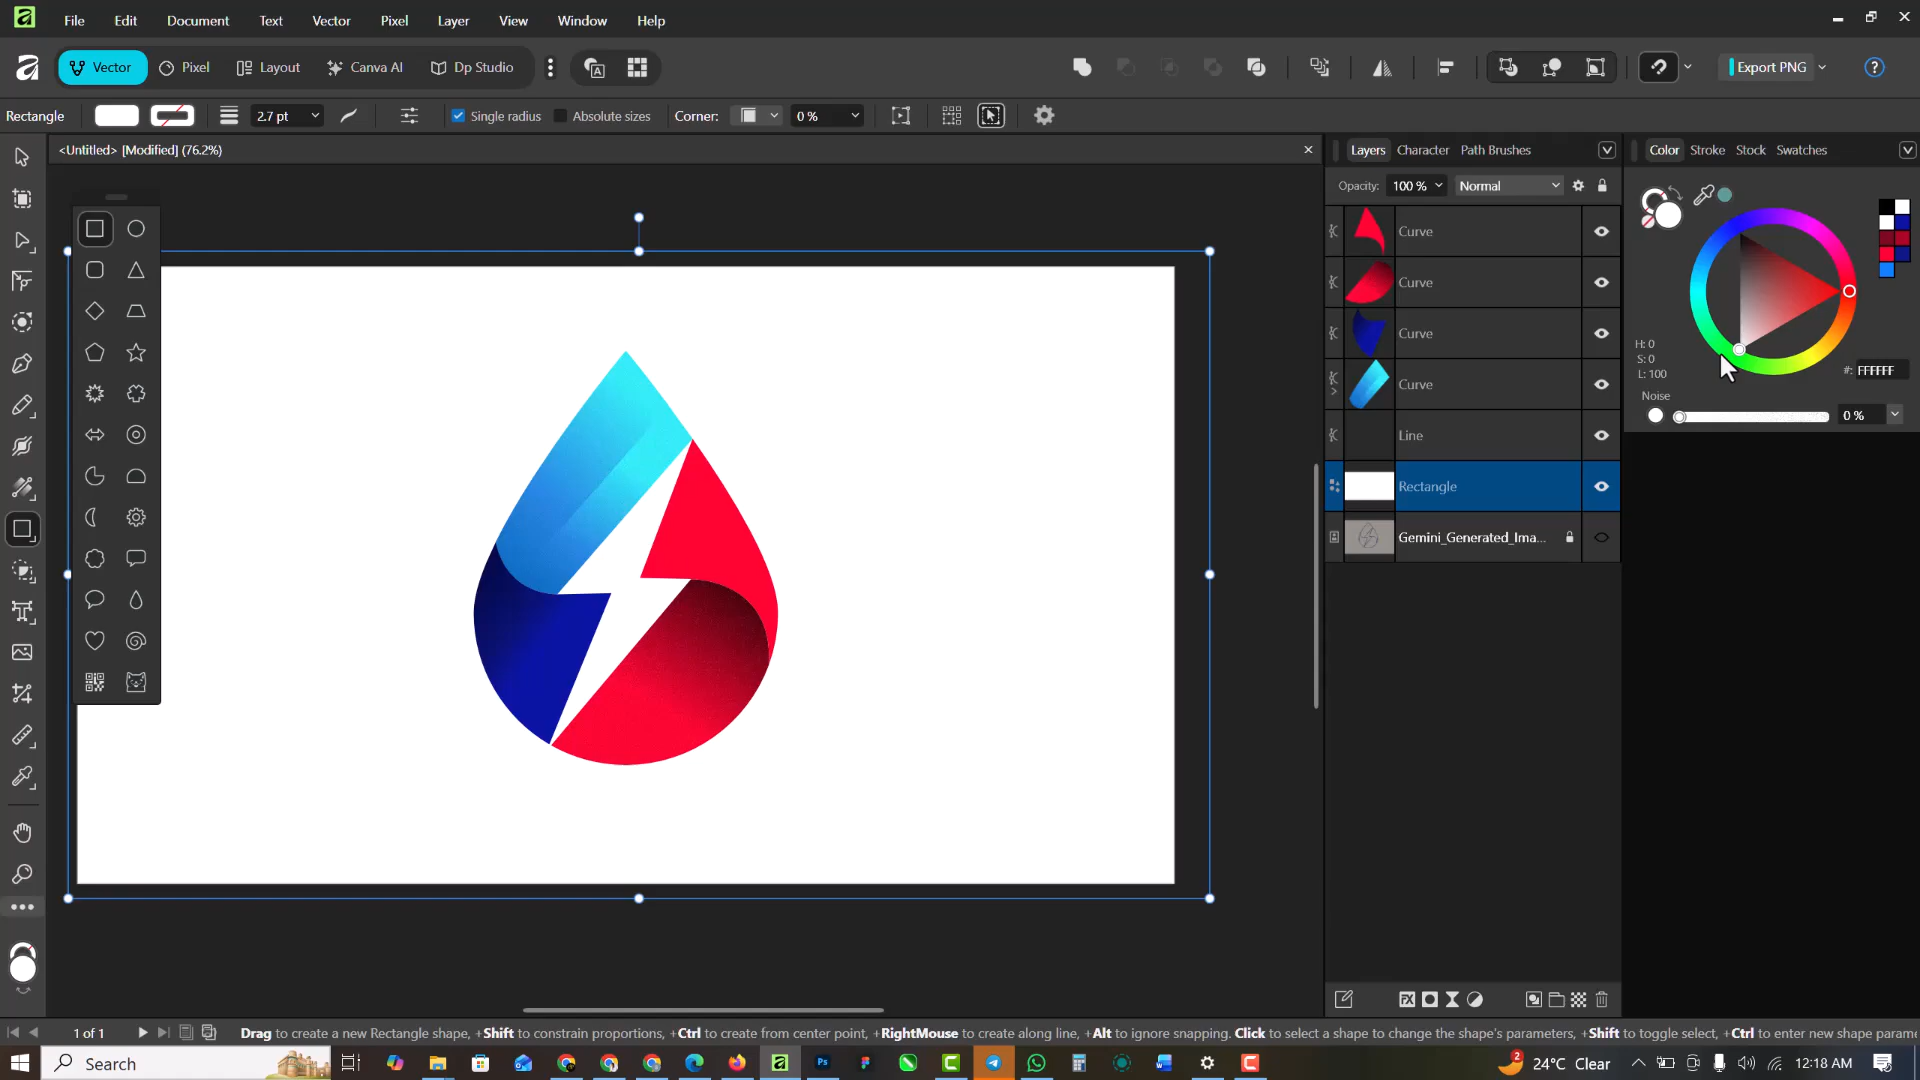 File Edit Document Text Vector Pixel Layer View Window Help
Vector Pixel Layout Canva AI Dp Studio Export PNG
Rectangle 2.7 pt Single radius Absolute sizes Corner: 0 %
<Untitled> [Modified] (76.2%)
Layers Character Path Brushes
Color Stroke Stock Swatches
Opacity: 100 % Normal
Curve
Curve
Curve
Curve
Line
Rectangle
Gemini_Generated_Ima...
H: 0
S: 0
L: 100
#: FFFFFF
Noise
0 %
1 of 1
Drag to create a new Rectangle shape, +Shift to constrain proportions, +Ctrl to create from center point, +RightMouse to create along line, +Alt to ignore snapping. Click to select a shape to change the shape's parameters, +Shift to toggle select, +Ctrl to enter new shape parame
Search
2
24°C Clear
12:18 AM